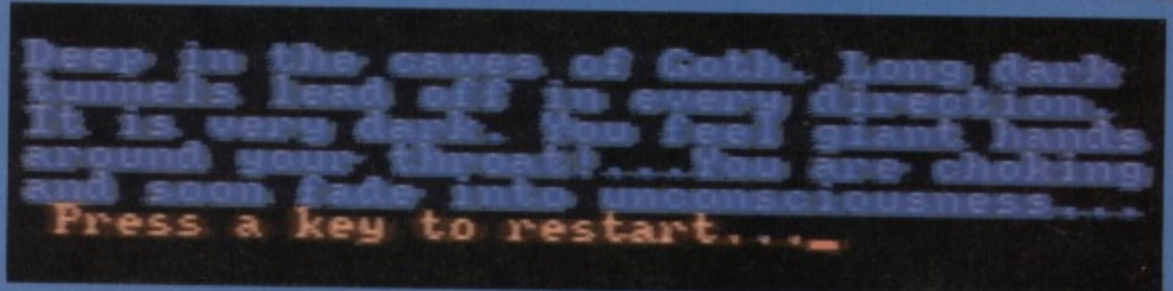 Deep in the caves of Goth. Long dark
tunnels lead off in every direction.
It is very dark. You feel giant hands
around your throat!...You are choking
and soon fade into unconsciousness....
Press a key to restart...._